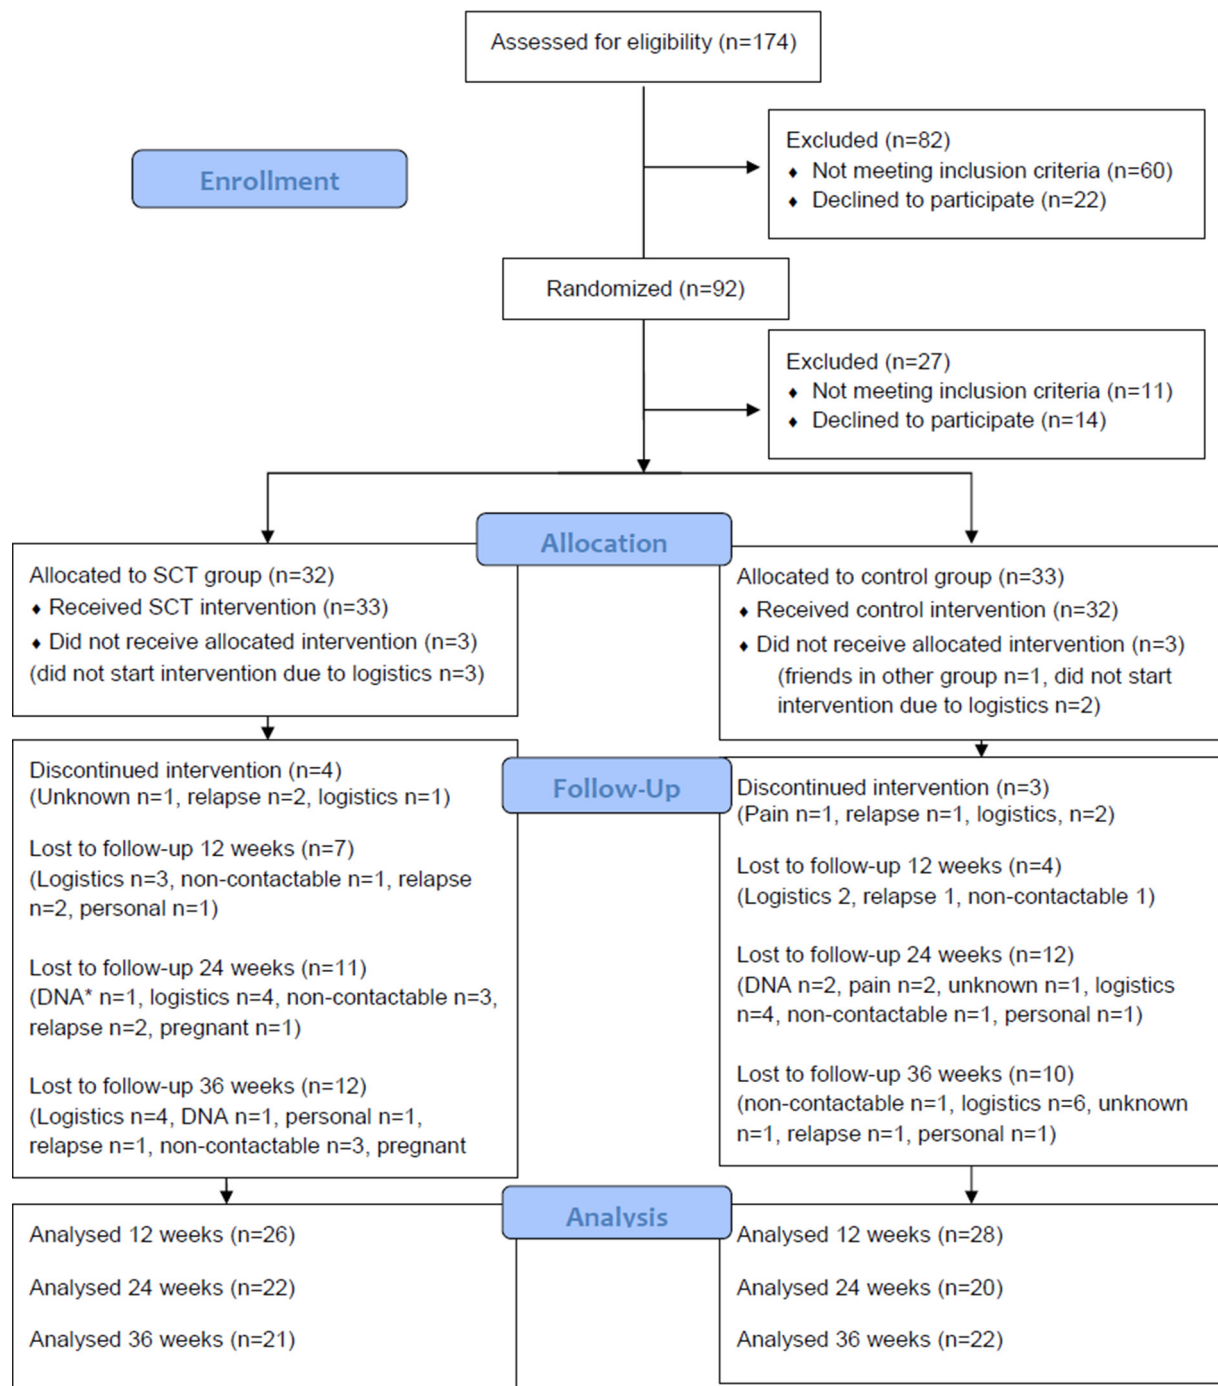 Assessed for eligibility (n=174)
Excluded (n=82)
♦ Not meeting inclusion criteria (n=60)
♦ Declined to participate (n=22)
Enrollment
Randomized (n=92)
Excluded (n=27)
♦ Not meeting inclusion criteria (n=11)
♦ Declined to participate (n=14)
Allocation
Allocated to SCT group (n=32)
♦ Received SCT intervention (n=33)
♦ Did not receive allocated intervention (n=3)
(did not start intervention due to logistics n=3)
Allocated to control group (n=33)
♦ Received control intervention (n=32)
♦ Did not receive allocated intervention (n=3)
(friends in other group n=1, did not start
intervention due to logistics n=2)
Follow-Up
Discontinued intervention (n=4)
(Unknown n=1, relapse n=2, logistics n=1)
Lost to follow-up 12 weeks (n=7)
(Logistics n=3, non-contactable n=1, relapse
n=2, personal n=1)
Lost to follow-up 24 weeks (n=11)
(DNA* n=1, logistics n=4, non-contactable n=3,
relapse n=2, pregnant n=1)
Lost to follow-up 36 weeks (n=12)
(Logistics n=4, DNA n=1, personal n=1,
relapse n=1, non-contactable n=3, pregnant
Discontinued intervention (n=3)
(Pain n=1, relapse n=1, logistics, n=2)
Lost to follow-up 12 weeks (n=4)
(Logistics 2, relapse 1, non-contactable 1)
Lost to follow-up 24 weeks (n=12)
(DNA n=2, pain n=2, unknown n=1, logistics
n=4, non-contactable n=1, personal n=1)
Lost to follow-up 36 weeks (n=10)
(non-contactable n=1, logistics n=6, unknown
n=1, relapse n=1, personal n=1)
Analysis
Analysed 12 weeks (n=26)
Analysed 24 weeks (n=22)
Analysed 36 weeks (n=21)
Analysed 12 weeks (n=28)
Analysed 24 weeks (n=20)
Analysed 36 weeks (n=22)